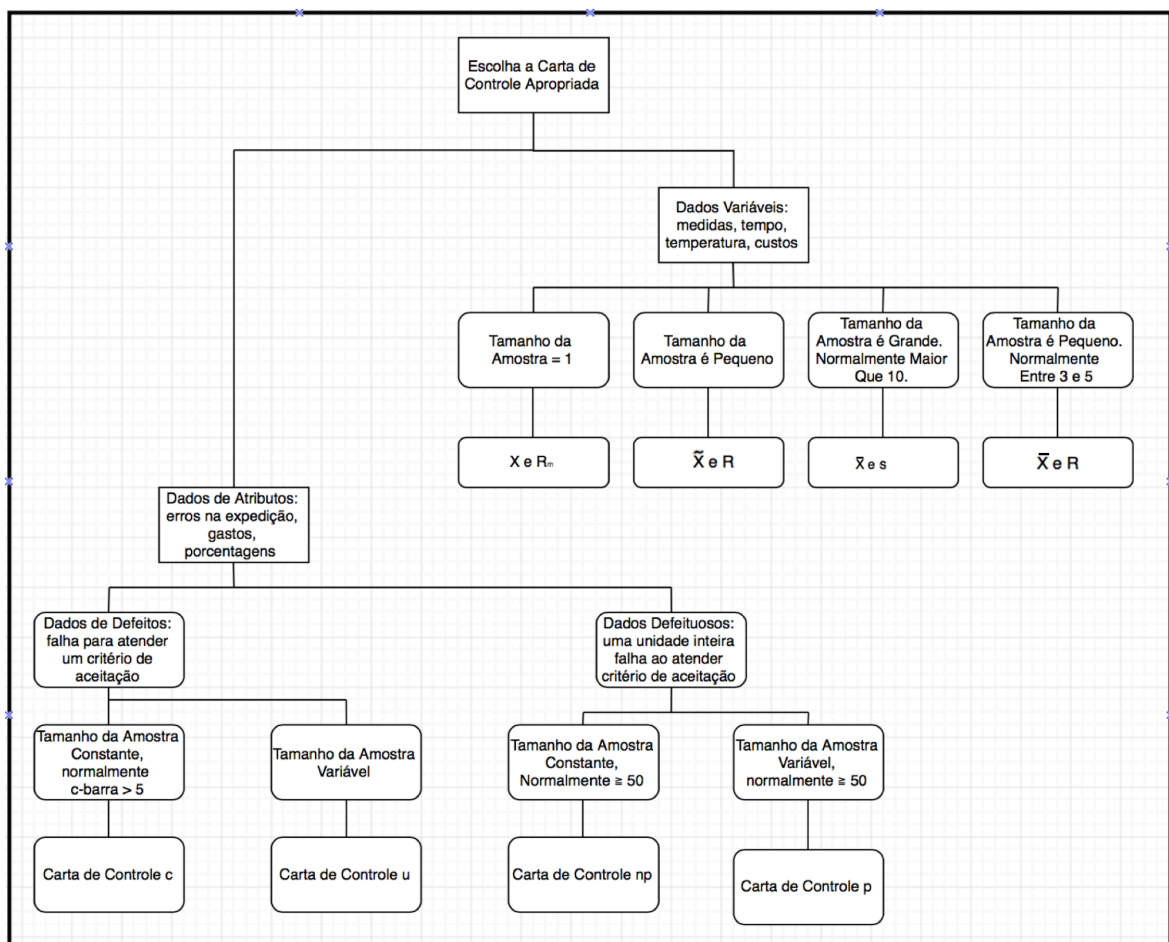 Escolha a Carta de
Controle Apropriada
Dados Variáveis:
medidas, tempo,
temperatura, custos
Tamanho da
Amostra = 1
Tamanho da
Amostra é Pequeno
Tamanho da
Amostra é Grande.
Normalmente Maior
Que 10.
Tamanho da
Amostra é Pequeno.
Normalmente
Entre 3 e 5
X e Rm
X̃ e R
x̄ e s
X̄ e R
Dados de Atributos:
erros na expedição,
gastos,
porcentagens
Dados de Defeitos:
falha para atender
um critério de
aceitação
Dados Defeituosos:
uma unidade inteira
falha ao atender
critério de aceitação
Tamanho da Amostra
Constante,
normalmente
c-barra > 5
Tamanho da Amostra
Variável
Tamanho da Amostra
Constante,
Normalmente ≧ 50
Tamanho da Amostra
Variável,
normalmente ≧ 50
Carta de Controle c
Carta de Controle u
Carta de Controle np
Carta de Controle p